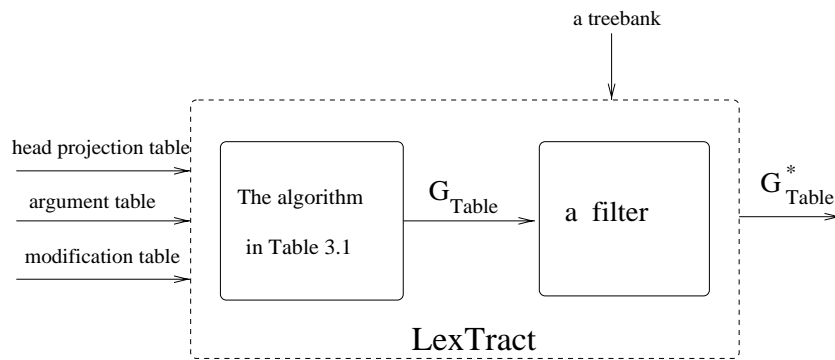 a treebank
head projection table
argument table
modification table
The algorithm
in Table 3.1
G_Table
a filter
G*_Table
LexTract